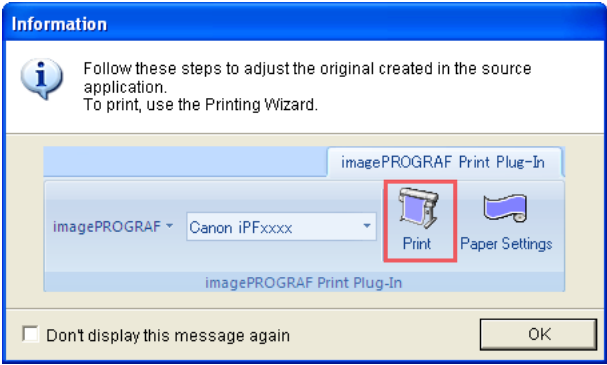 Information
Follow these steps to adjust the original created in the source
application.
To print, use the Printing Wizard.
imagePROGRAF Print Plug-In
imagePROGRAF Canon iPFxxxx
Print Paper Settings
imagePROGRAF Print Plug-In
Don't display this message again OK